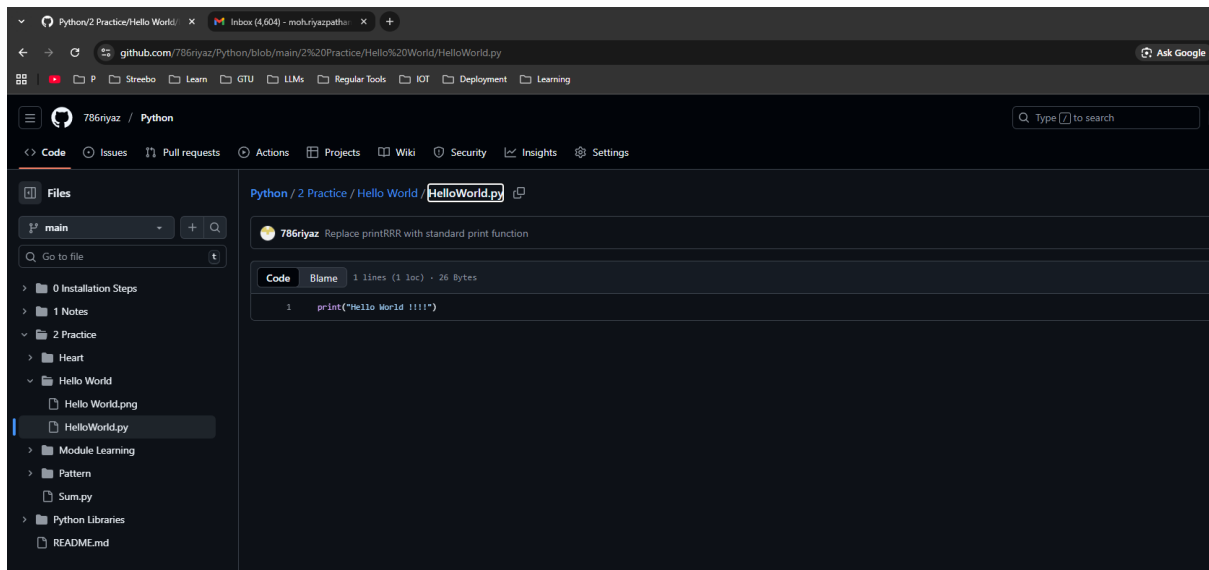 Python/2 Practice/Hello World/
Inbox (4,604) - moh.riyazpathan
github.com/786riyaz/Python/blob/main/2%20Practice/Hello%20World/HelloWorld.py
Ask Google
P
Streebo
Learn
GTU
LLMs
Regular Tools
IOT
Deployment
Learning
786riyaz / Python
Type / to search
Code
Issues
Pull requests
Actions
Projects
Wiki
Security
Insights
Settings
Files
main
Go to file
t
0 Installation Steps
1 Notes
2 Practice
Heart
Hello World
Hello World.png
HelloWorld.py
Module Learning
Pattern
Sum.py
Python Libraries
README.md
Python / 2 Practice / Hello World / HelloWorld.py
786riyaz Replace printRRR with standard print function
Code Blame 1 lines (1 loc) · 26 Bytes
1 print("Hello World !!!!")